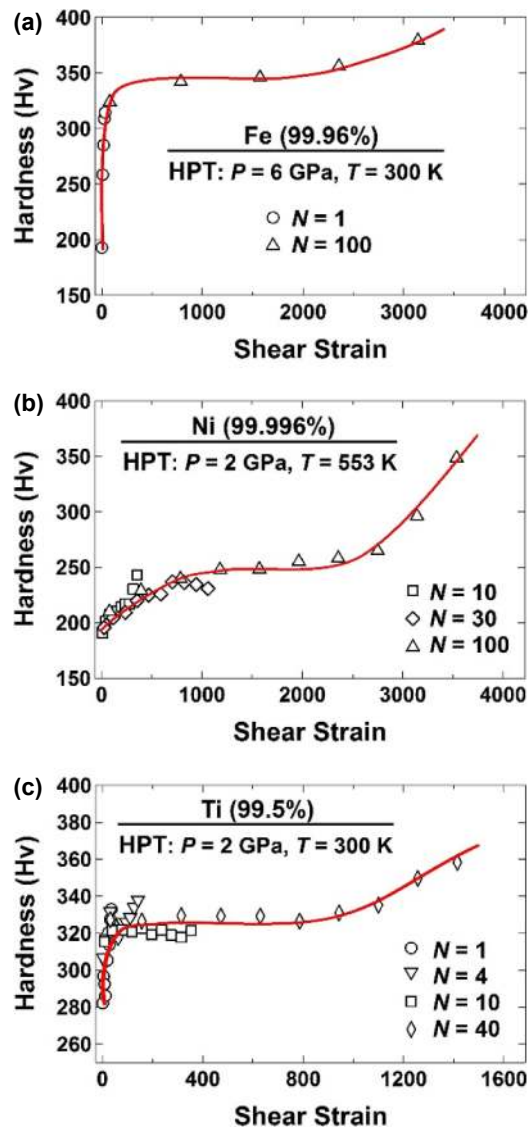 (a)
400
350
300
250
200
150
Hardness (Hv)
Fe (99.96%)
HPT: P = 6 GPa, T = 300 K
N = 1
N = 100
0 1000 2000 3000 4000
Shear Strain
(b)
400
350
300
250
200
150
Hardness (Hv)
Ni (99.996%)
HPT: P = 2 GPa, T = 553 K
N = 10
N = 30
N = 100
0 1000 2000 3000 4000
Shear Strain
(c)
400
380
360
340
320
300
280
260
Hardness (Hv)
Ti (99.5%)
HPT: P = 2 GPa, T = 300 K
N = 1
N = 4
N = 10
N = 40
0 400 800 1200 1600
Shear Strain